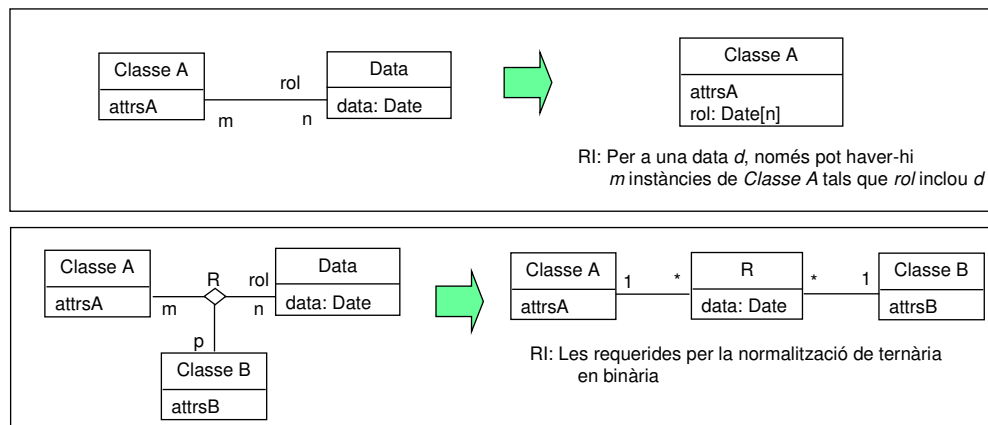 Classe A
attrsA
m
rol
n
Data
data: Date
Classe A
attrsA
rol: Date[n]
RI: Per a una data d, només pot haver-hi
m instàncies de Classe A tals que rol inclou d
Classe A
attrsA
m
R
rol
n
Data
data: Date
p
Classe B
attrsB
Classe A
attrsA
1
*
R
data: Date
*
1
Classe B
attrsB
RI: Les requerides per la normalització de ternària
en binària